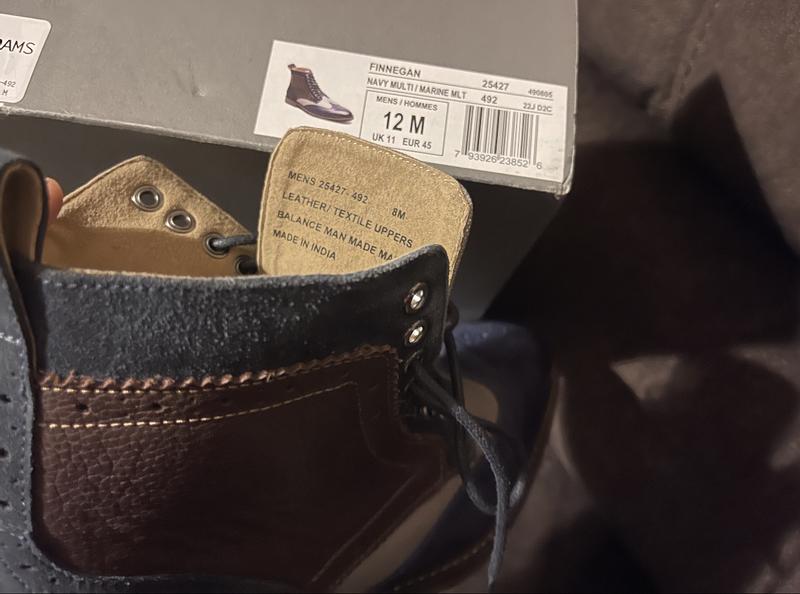 AMS
-492
M
FINNEGAN 25427 490805
NAVY MULTI / MARINE MLT 492 22J D2C
MENS / HOMMES
12 M
UK 11 EUR 45
7 93926 23852 6
MENS 25427- 492 8M
LEATHER/ TEXTILE UPPERS
BALANCE MAN MADE MA
MADE IN INDIA